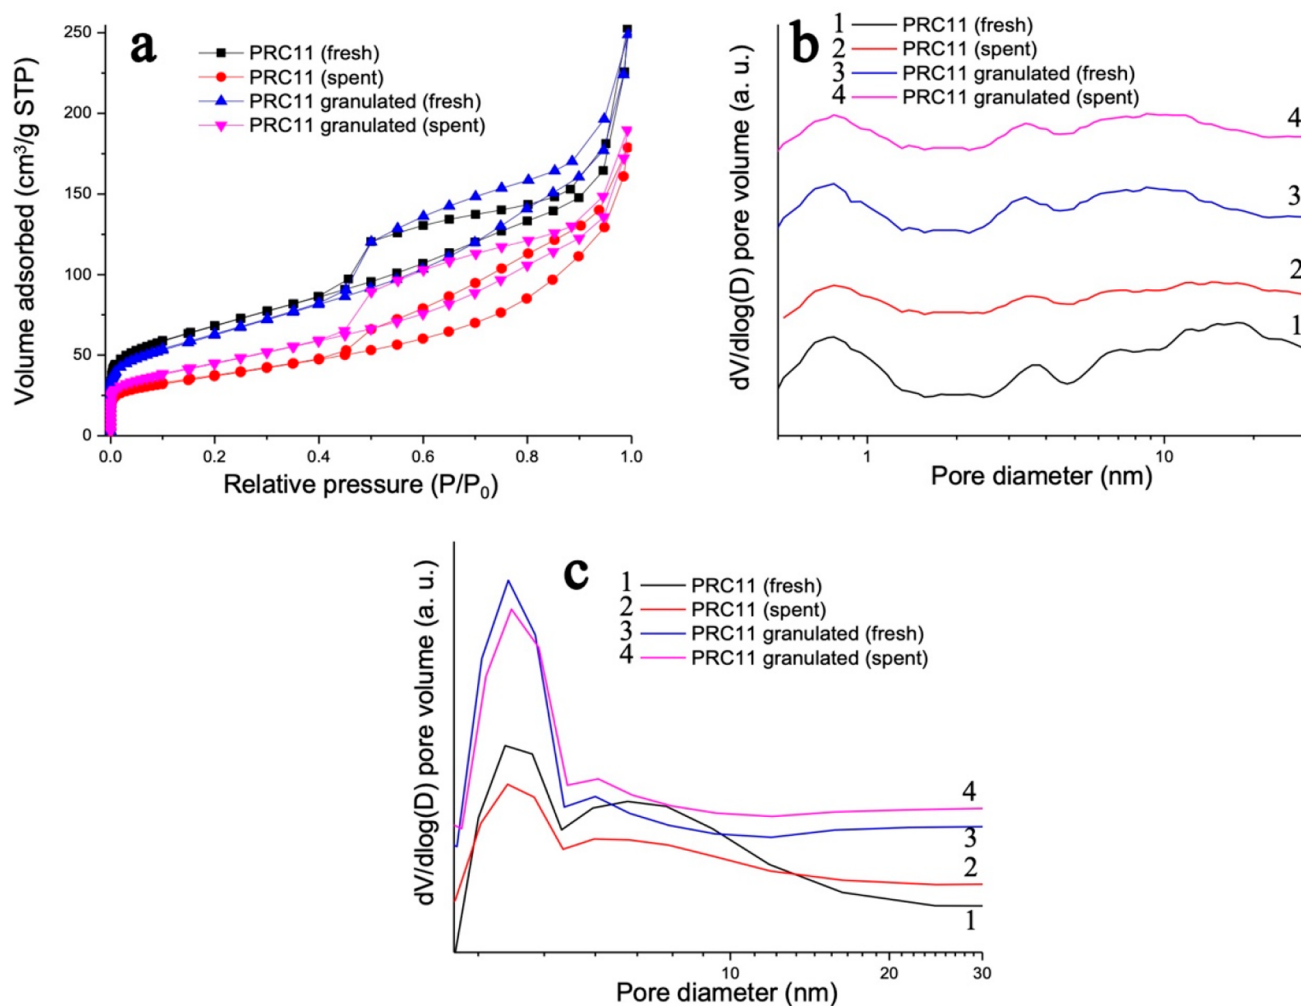 a
PRC11 (fresh)
PRC11 (spent)
PRC11 granulated (fresh)
PRC11 granulated (spent)
Volume adsorbed (cm³/g STP)
250
200
150
100
50
0
0.0 0.2 0.4 0.6 0.8 1.0
Relative pressure (P/P₀)
b
1 PRC11 (fresh)
2 PRC11 (spent)
3 PRC11 granulated (fresh)
4 PRC11 granulated (spent)
dV/dlog(D) pore volume (a. u.)
4
3
2
1
1 10
Pore diameter (nm)
c
1 PRC11 (fresh)
2 PRC11 (spent)
3 PRC11 granulated (fresh)
4 PRC11 granulated (spent)
dV/dlog(D) pore volume (a. u.)
4
3
2
1
10 20 30
Pore diameter (nm)